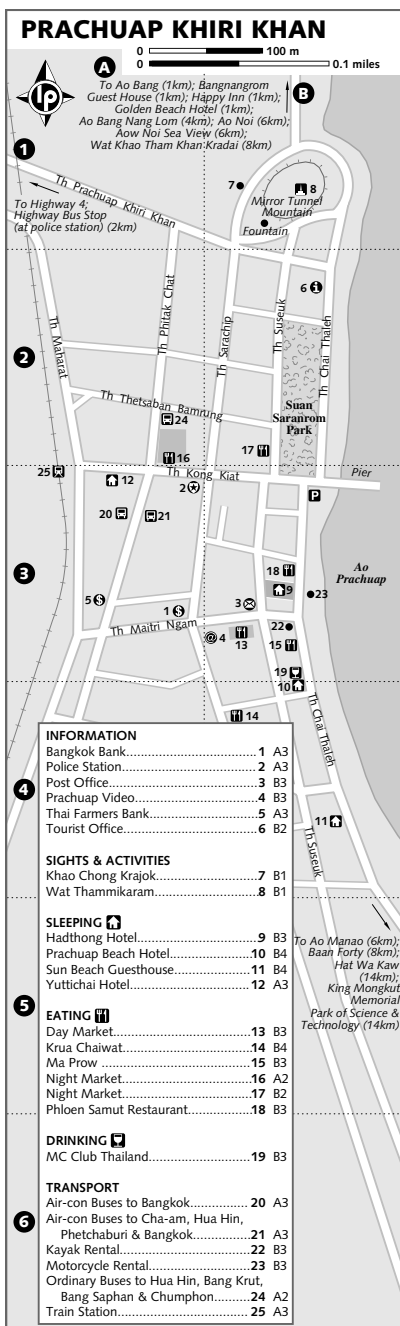 PRACHUAP KHIRI KHAN
0 100 m
0 0.1 miles
A
B
lp
To Ao Bang (1km); Bangnangrom
Guest House (1km); Happy Inn (1km);
Golden Beach Hotel (1km);
Ao Bang Nang Lom (4km); Ao Noi (6km);
Aow Noi Sea View (6km);
Wat Khao Tham Khan Kradai (8km)
1
Th Prachuap Khiri Khan
7
8
Mirror Tunnel
Mountain
Fountain
To Highway 4;
Highway Bus Stop
(at police station) (2km)
6
Th Phitak Chat
Th Sarachip
Th Suseuk
Th Chai Thaleh
Th Maharat
2
Th Thetsaban Bamrung
24
Suan
Saranrom
Park
16
17
25
Th Kong Kiat
Pier
12
2
P
20
21
3
18
Ao
Prachuap
9
23
5
1
3
Th Maitri Ngam
4
13
22
15
19
10
14
Th Chai Thaleh
INFORMATION
Bangkok Bank 1 A3
Police Station 2 A3
Post Office 3 B3
Prachuap Video 4 B3
Thai Farmers Bank 5 A3
Tourist Office 6 B2
4
11
Th Suseuk
SIGHTS & ACTIVITIES
Khao Chong Krajok 7 B1
Wat Thammikaram 8 B1
SLEEPING
Hadthong Hotel 9 B3
Prachuap Beach Hotel 10 B4
Sun Beach Guesthouse 11 B4
Yuttichai Hotel 12 A3
To Ao Manao (6km);
Baan Forty (8km);
Hat Wa Kaw
(14km);
King Mongkut
Memorial
Park of Science &
Technology (14km)
5
EATING
Day Market 13 B3
Krua Chaiwat 14 B4
Ma Prow 15 B3
Night Market 16 A2
Night Market 17 B2
Phloen Samut Restaurant 18 B3
DRINKING
MC Club Thailand 19 B3
6
TRANSPORT
Air-con Buses to Bangkok 20 A3
Air-con Buses to Cha-am, Hua Hin,
Phetchaburi & Bangkok 21 A3
Kayak Rental 22 B3
Motorcycle Rental 23 B3
Ordinary Buses to Hua Hin, Bang Krut,
Bang Saphan & Chumphon 24 A2
Train Station 25 A3